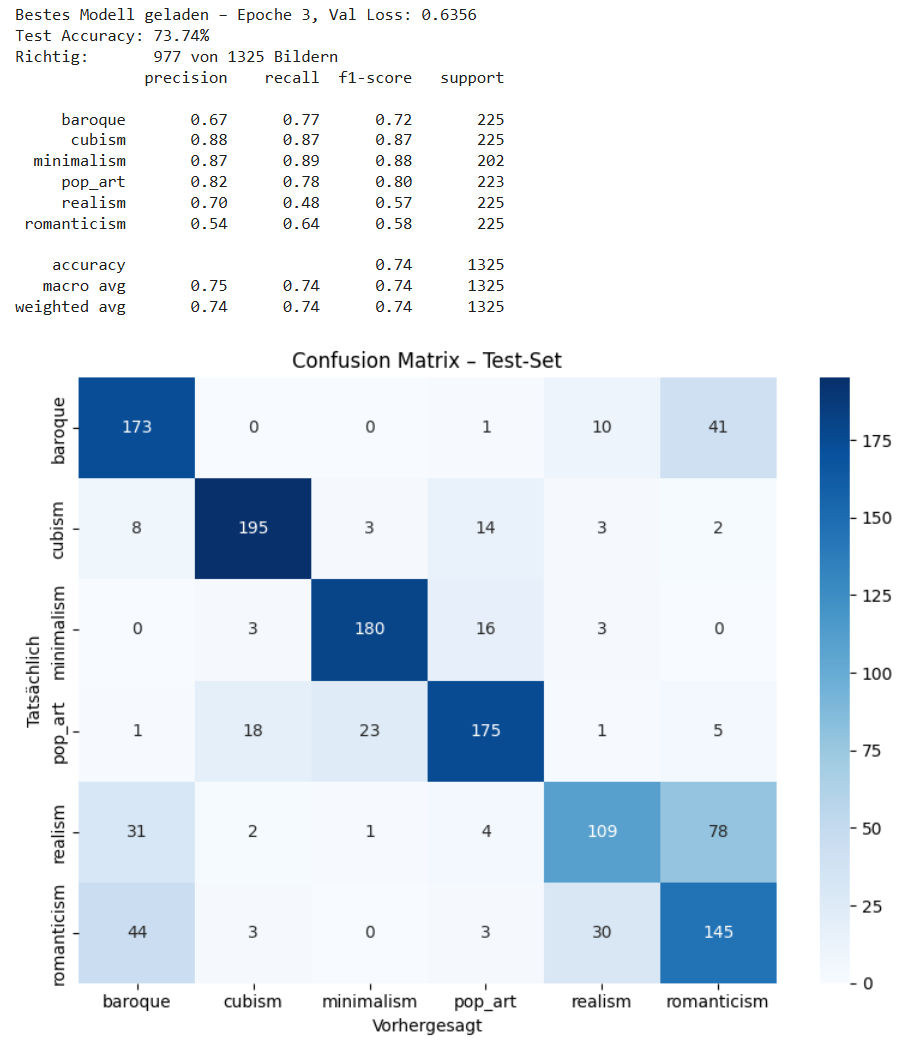 Bestes Modell geladen – Epoche 3, Val Loss: 0.6356
Test Accuracy: 73.74%
Richtig: 977 von 1325 Bildern
precision recall f1-score support
baroque 0.67 0.77 0.72 225
cubism 0.88 0.87 0.87 225
minimalism 0.87 0.89 0.88 202
pop_art 0.82 0.78 0.80 223
realism 0.70 0.48 0.57 225
romanticism 0.54 0.64 0.58 225
accuracy 0.74 1325
macro avg 0.75 0.74 0.74 1325
weighted avg 0.74 0.74 0.74 1325
Confusion Matrix – Test-Set
Tatsächlich
baroque 173 0 0 1 10 41
cubism 8 195 3 14 3 2
minimalism 0 3 180 16 3 0
pop_art 1 18 23 175 1 5
realism 31 2 1 4 109 78
romanticism 44 3 0 3 30 145
baroque cubism minimalism pop_art realism romanticism
Vorhergesagt
175
150
125
100
75
50
25
0